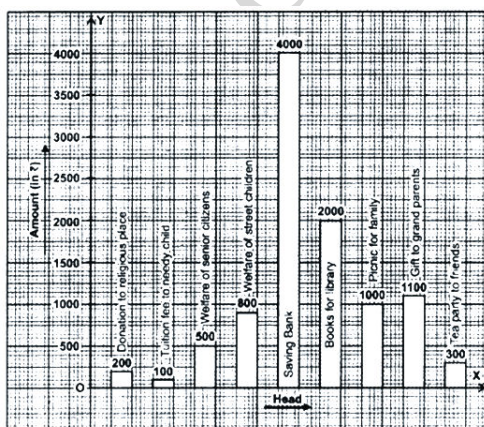 Y
4000
4000
3500
3000
2500
2000
1500
1000
500
O
Amount (in ₹)
Donation to religious place
200
Tuition fee to needy child
100
Welfare of senior citizens
500
Welfare of street children
800
Saving Bank
Books for library
2000
Picnic for family
1000
Gift to grand parents
1100
Tea party to friends
300
X
Head